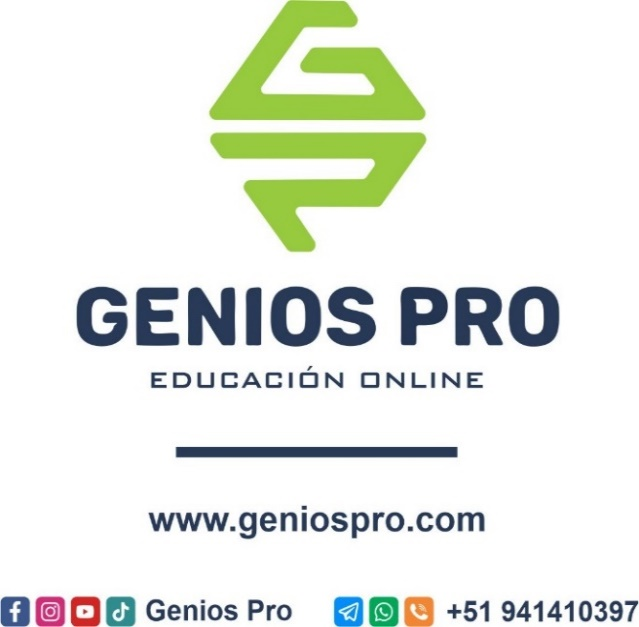 GENIOS PRO
EDUCACIÓN ONLINE
www.geniospro.com
Genios Pro +51 941410397